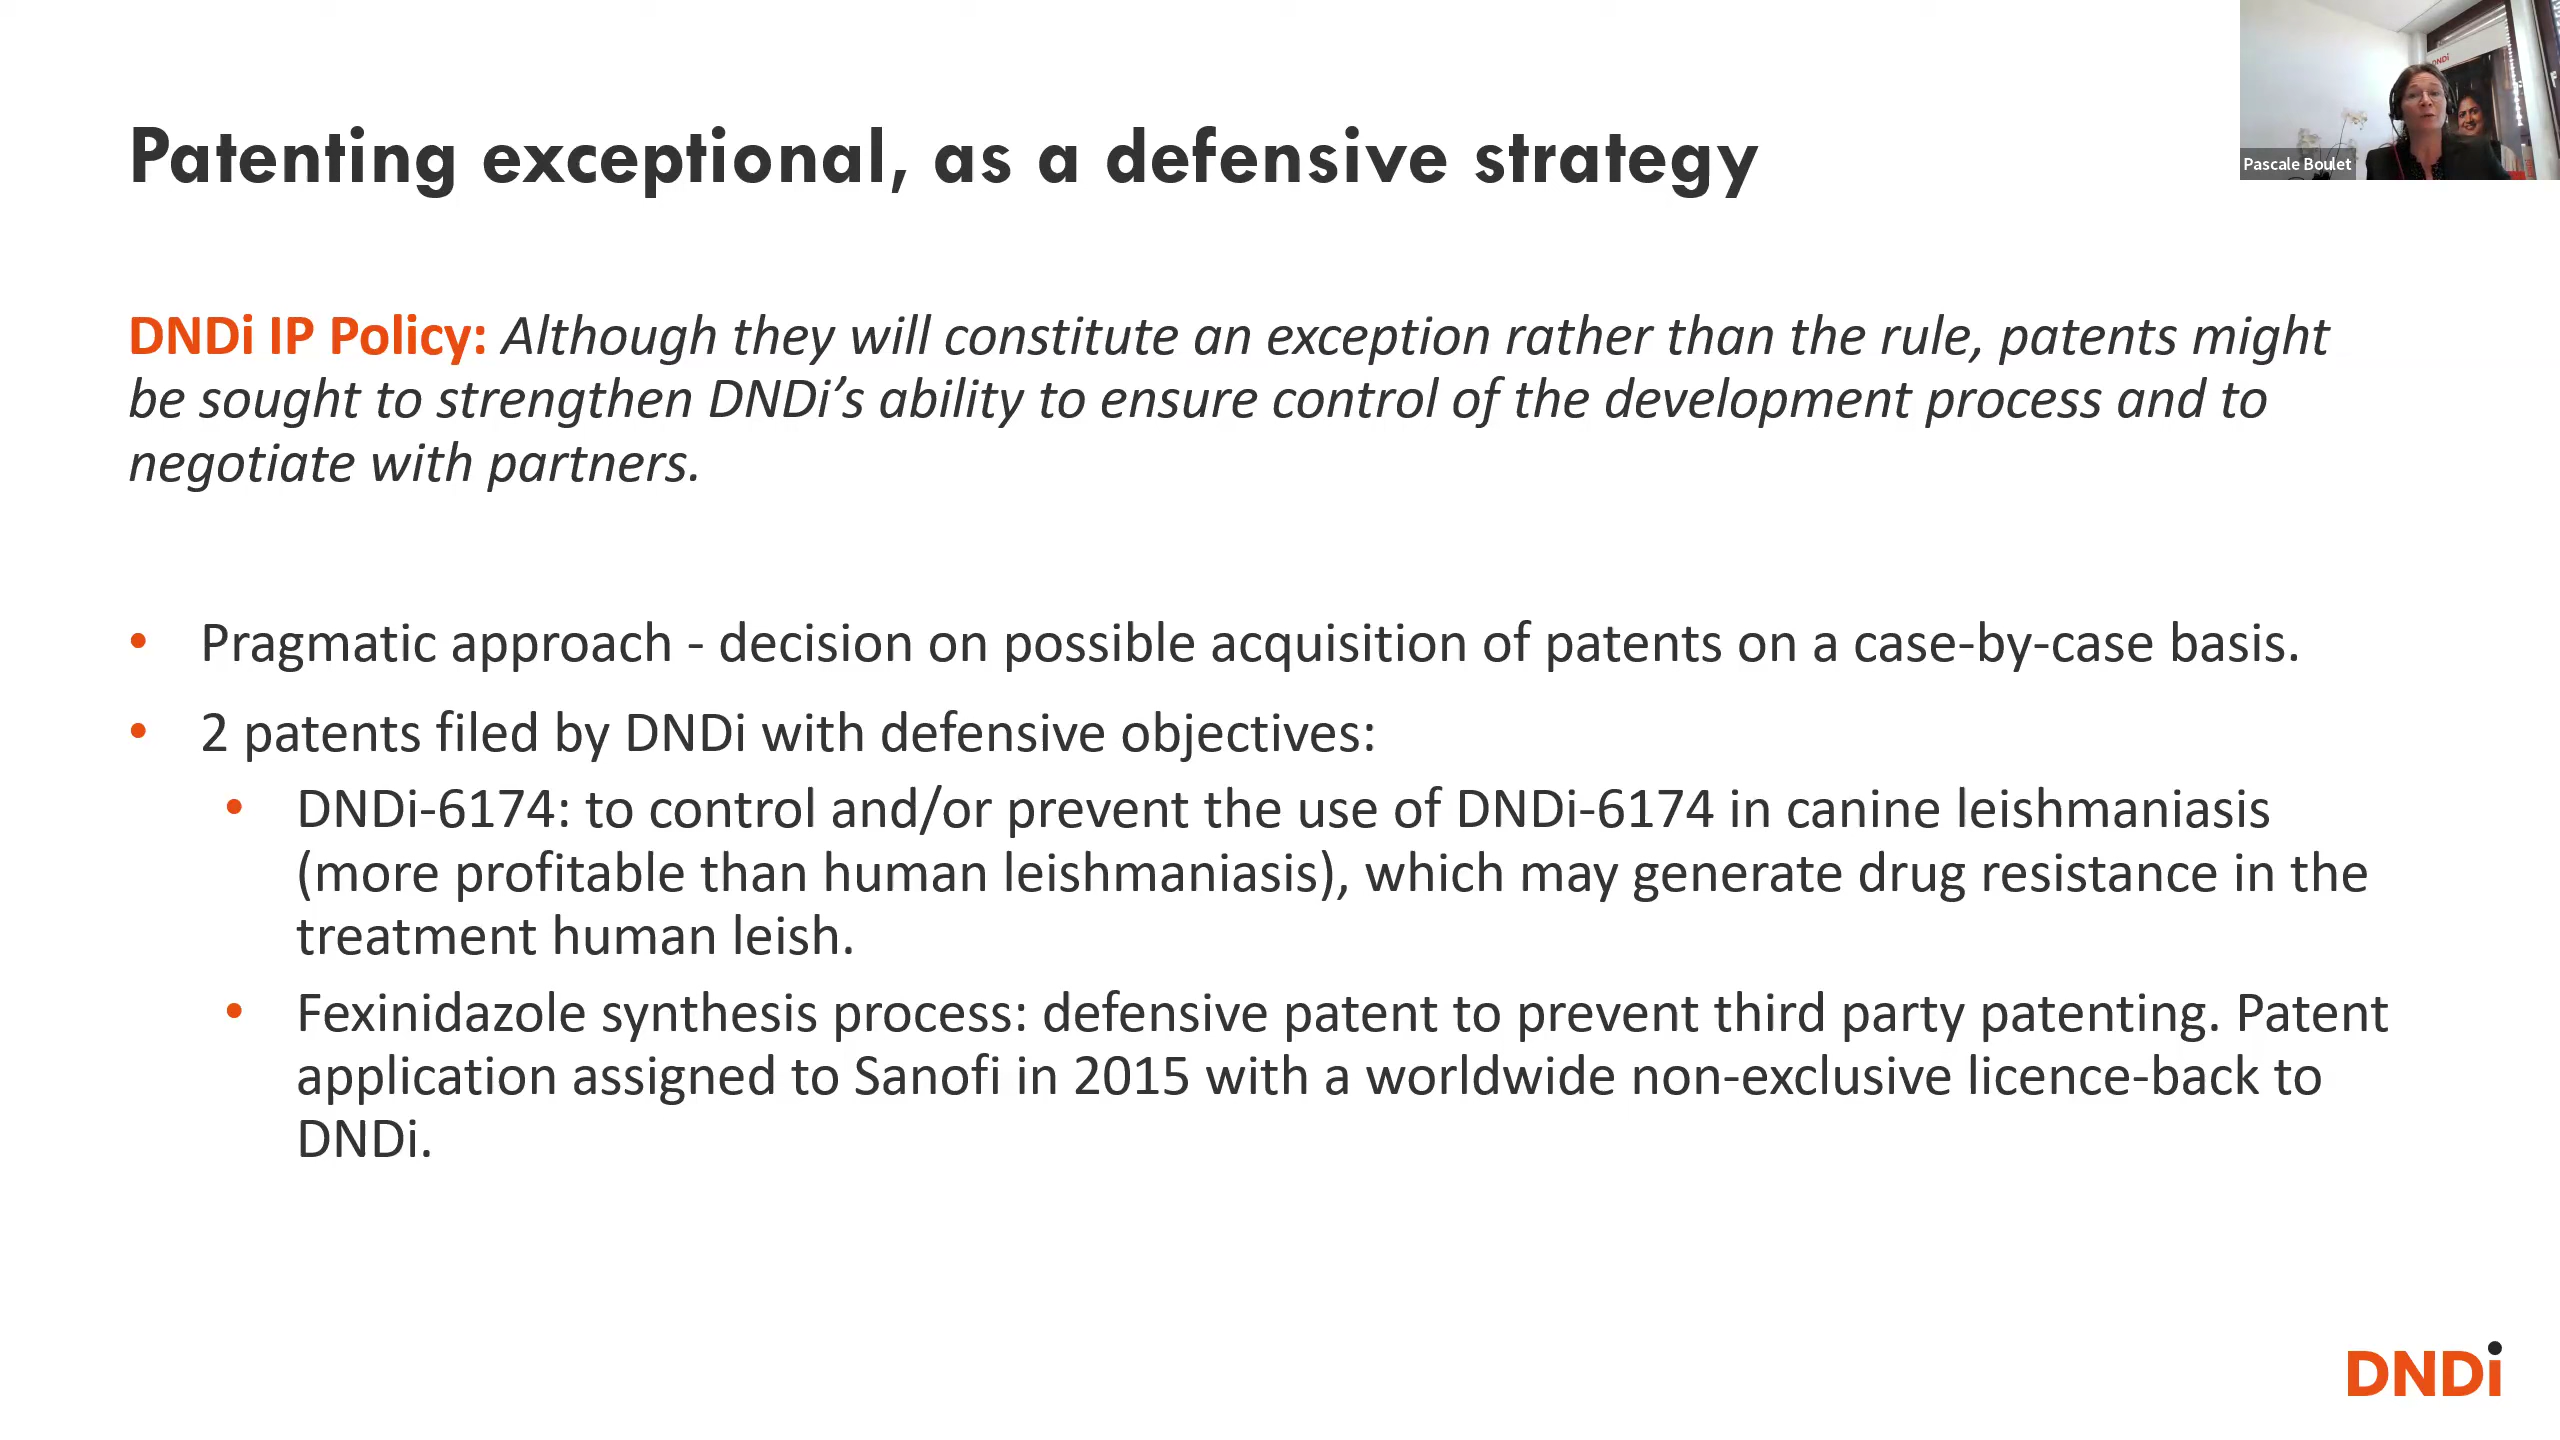 Patenting exceptional, as a defensive strategy
DNDi
Pascale Boulet
DNDi IP Policy: Although they will constitute an exception rather than the rule, patents might
be sought to strengthen DNDi’s ability to ensure control of the development process and to
negotiate with partners.
• Pragmatic approach - decision on possible acquisition of patents on a case-by-case basis.
• 2 patents filed by DNDi with defensive objectives:
• DNDi-6174: to control and/or prevent the use of DNDi-6174 in canine leishmaniasis
(more profitable than human leishmaniasis), which may generate drug resistance in the
treatment human leish.
• Fexinidazole synthesis process: defensive patent to prevent third party patenting. Patent
application assigned to Sanofi in 2015 with a worldwide non-exclusive licence-back to
DNDi.
DNDi